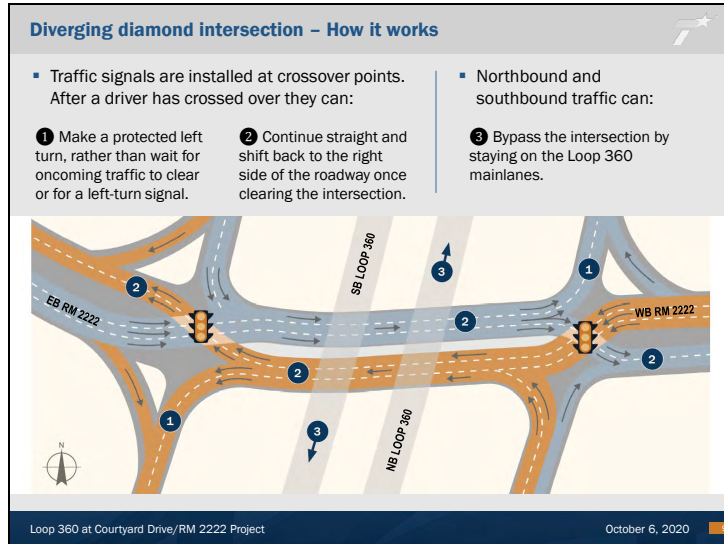 Diverging diamond intersection – How it works
▪ Traffic signals are installed at crossover points.
After a driver has crossed over they can:
❶ Make a protected left
turn, rather than wait for
oncoming traffic to clear
or for a left-turn signal.
❷ Continue straight and
shift back to the right
side of the roadway once
clearing the intersection.
▪ Northbound and
southbound traffic can:
❸ Bypass the intersection by
staying on the Loop 360
mainlanes.
SB LOOP 360
3
1
2
EB RM 2222
2
WB RM 2222
2
2
1
3
NB LOOP 360
N
Loop 360 at Courtyard Drive/RM 2222 Project
October 6, 2020